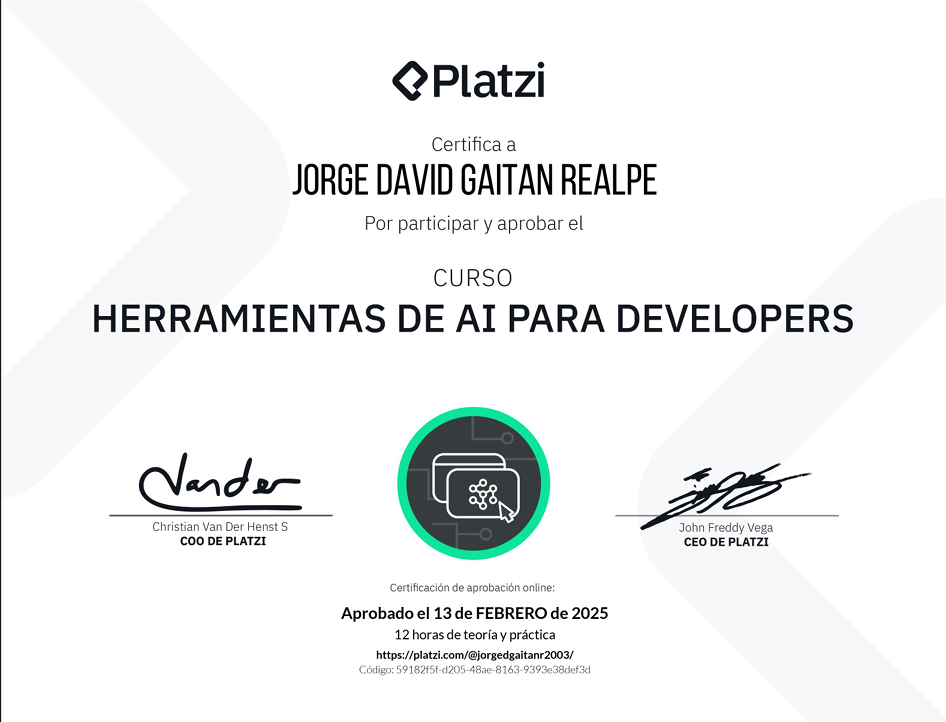 Platzi
Certifica a
JORGE DAVID GAITAN REALPE
Por participar y aprobar el
CURSO
HERRAMIENTAS DE AI PARA DEVELOPERS
Vander
Christian Van Der Henst S
COO DE PLATZI
John Freddy Vega
CEO DE PLATZI
Certificación de aprobación online:
Aprobado el 13 de FEBRERO de 2025
12 horas de teoría y práctica
https://platzi.com/@jorgedgaitanr2003/
Código: 59182f5f-d205-48ae-8163-9393e38def3d